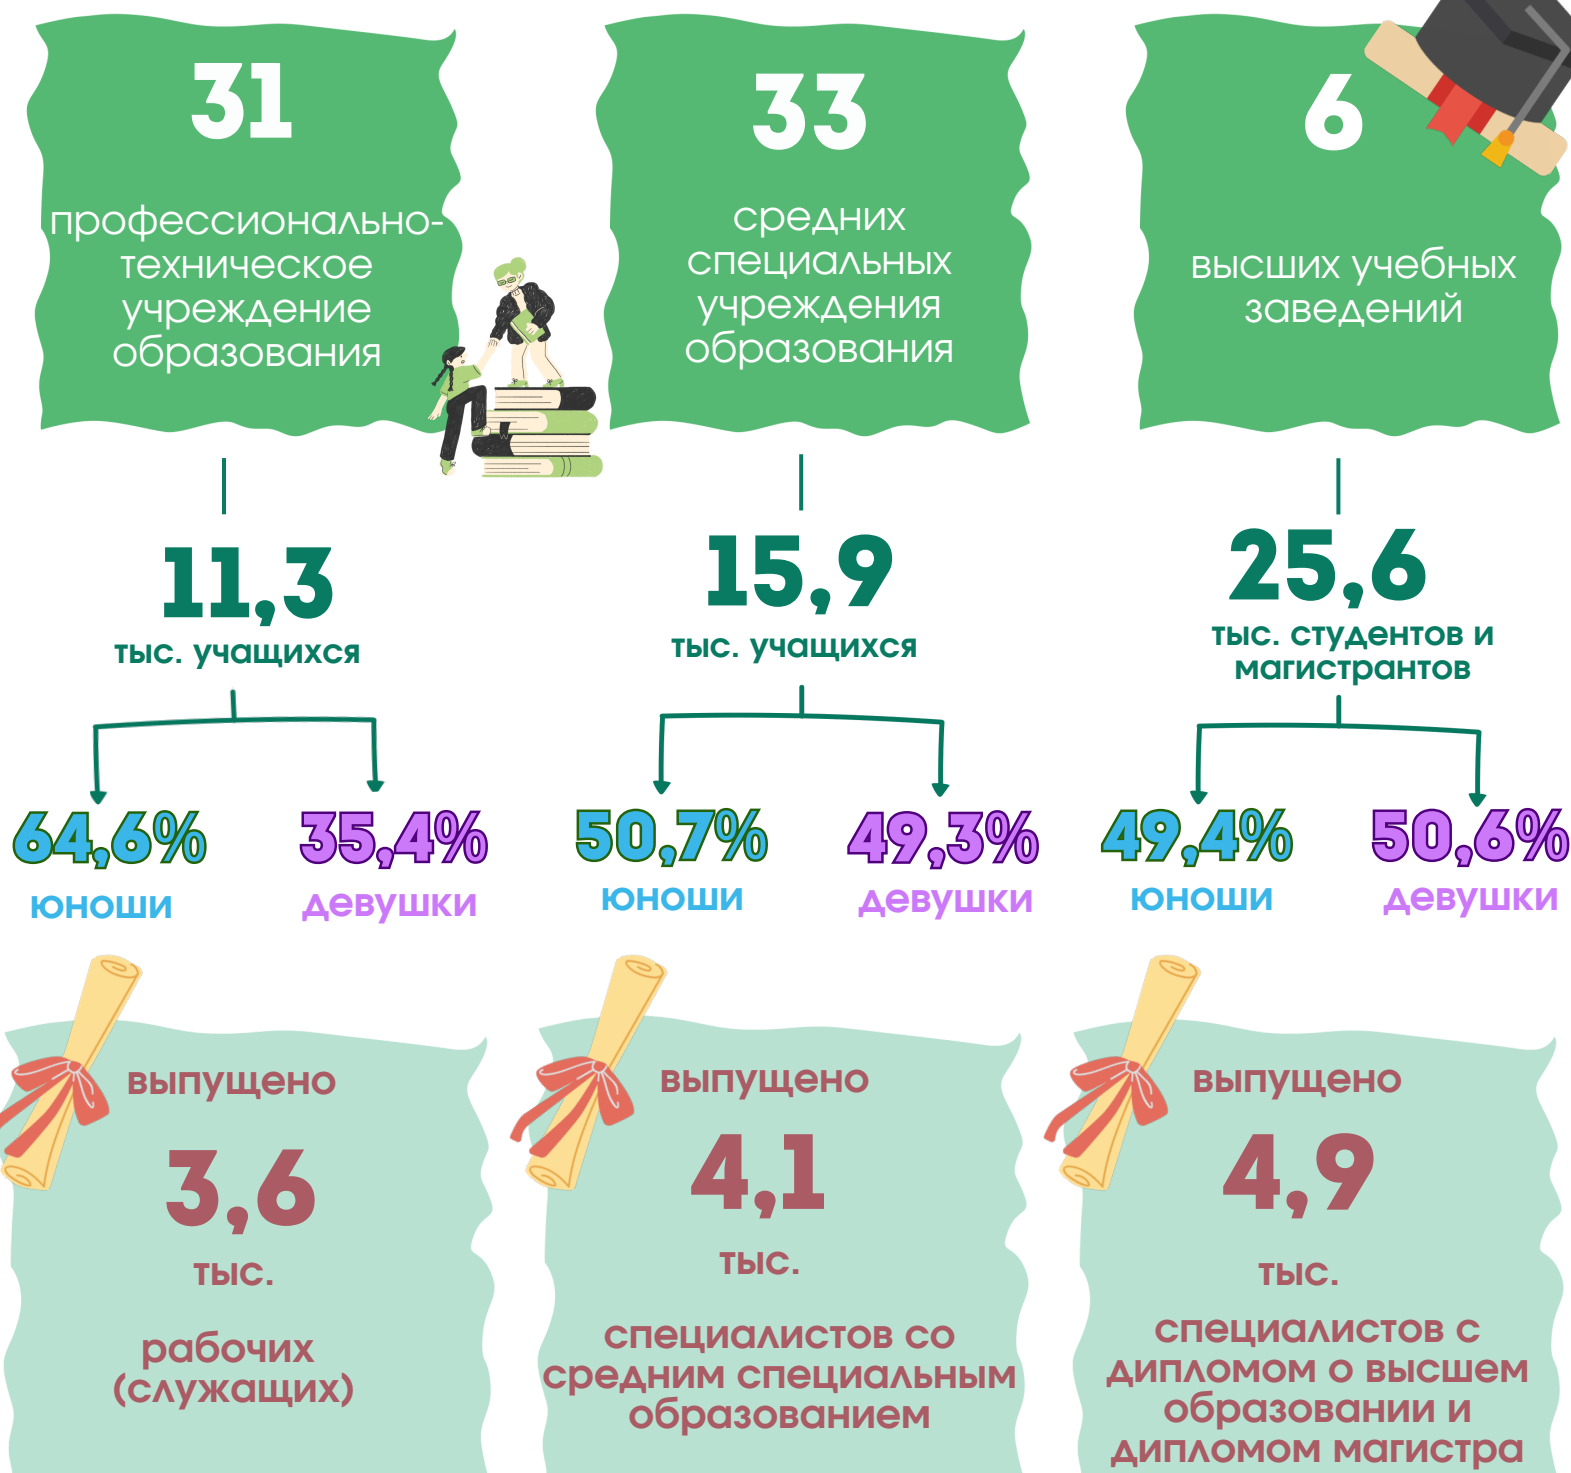 31
профессионально-
техническое
учреждение
образования
33
средних
специальных
учреждения
образования
6
высших учебных
заведений
11,3
тыс. учащихся
15,9
тыс. учащихся
25,6
тыс. студентов и
магистрантов
64,6%
юноши
35,4%
девушки
50,7%
юноши
49,3%
девушки
49,4%
юноши
50,6%
девушки
выпущено
3,6
тыс.
рабочих
(служащих)
выпущено
4,1
тыс.
специалистов со
средним специальным
образованием
выпущено
4,9
тыс.
специалистов с
дипломом о высшем
образовании и
дипломом магистра